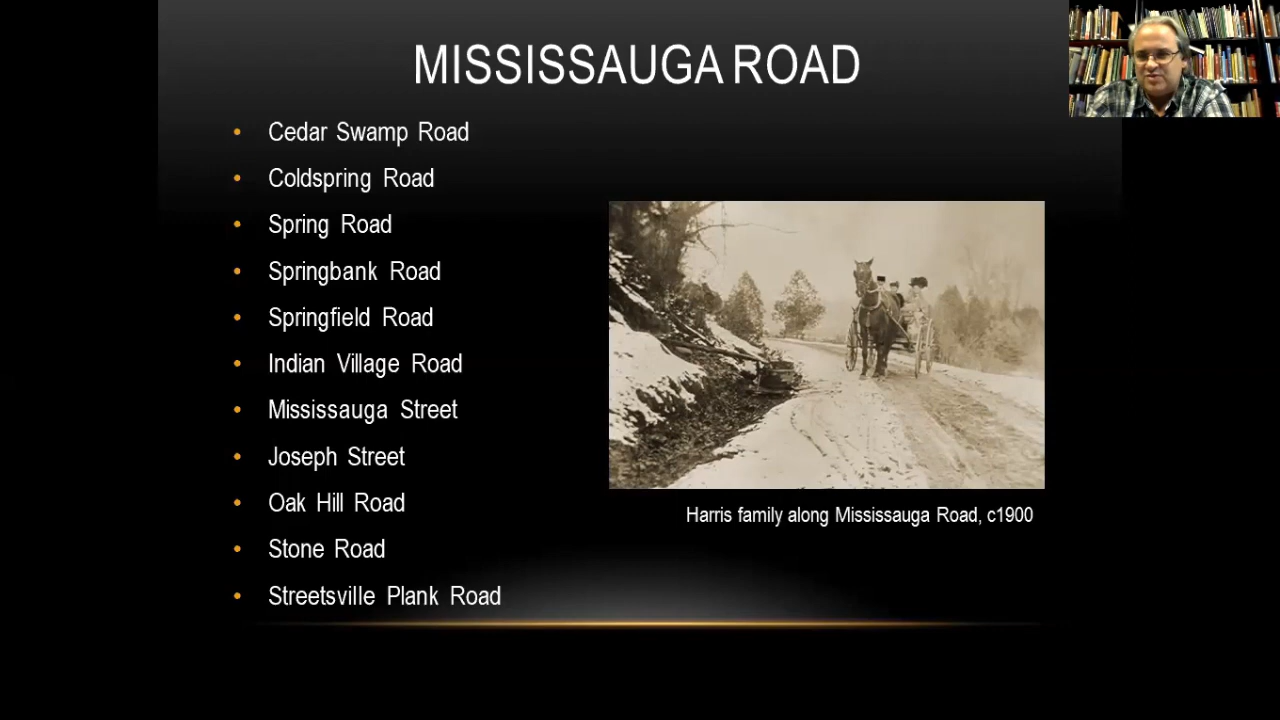 MISSISSAUGA ROAD
Cedar Swamp Road
Coldspring Road
Spring Road
Springbank Road
Springfield Road
Indian Village Road
Mississauga Street
Joseph Street
Oak Hill Road
Stone Road
Streetsville Plank Road
Harris family along Mississauga Road, c1900